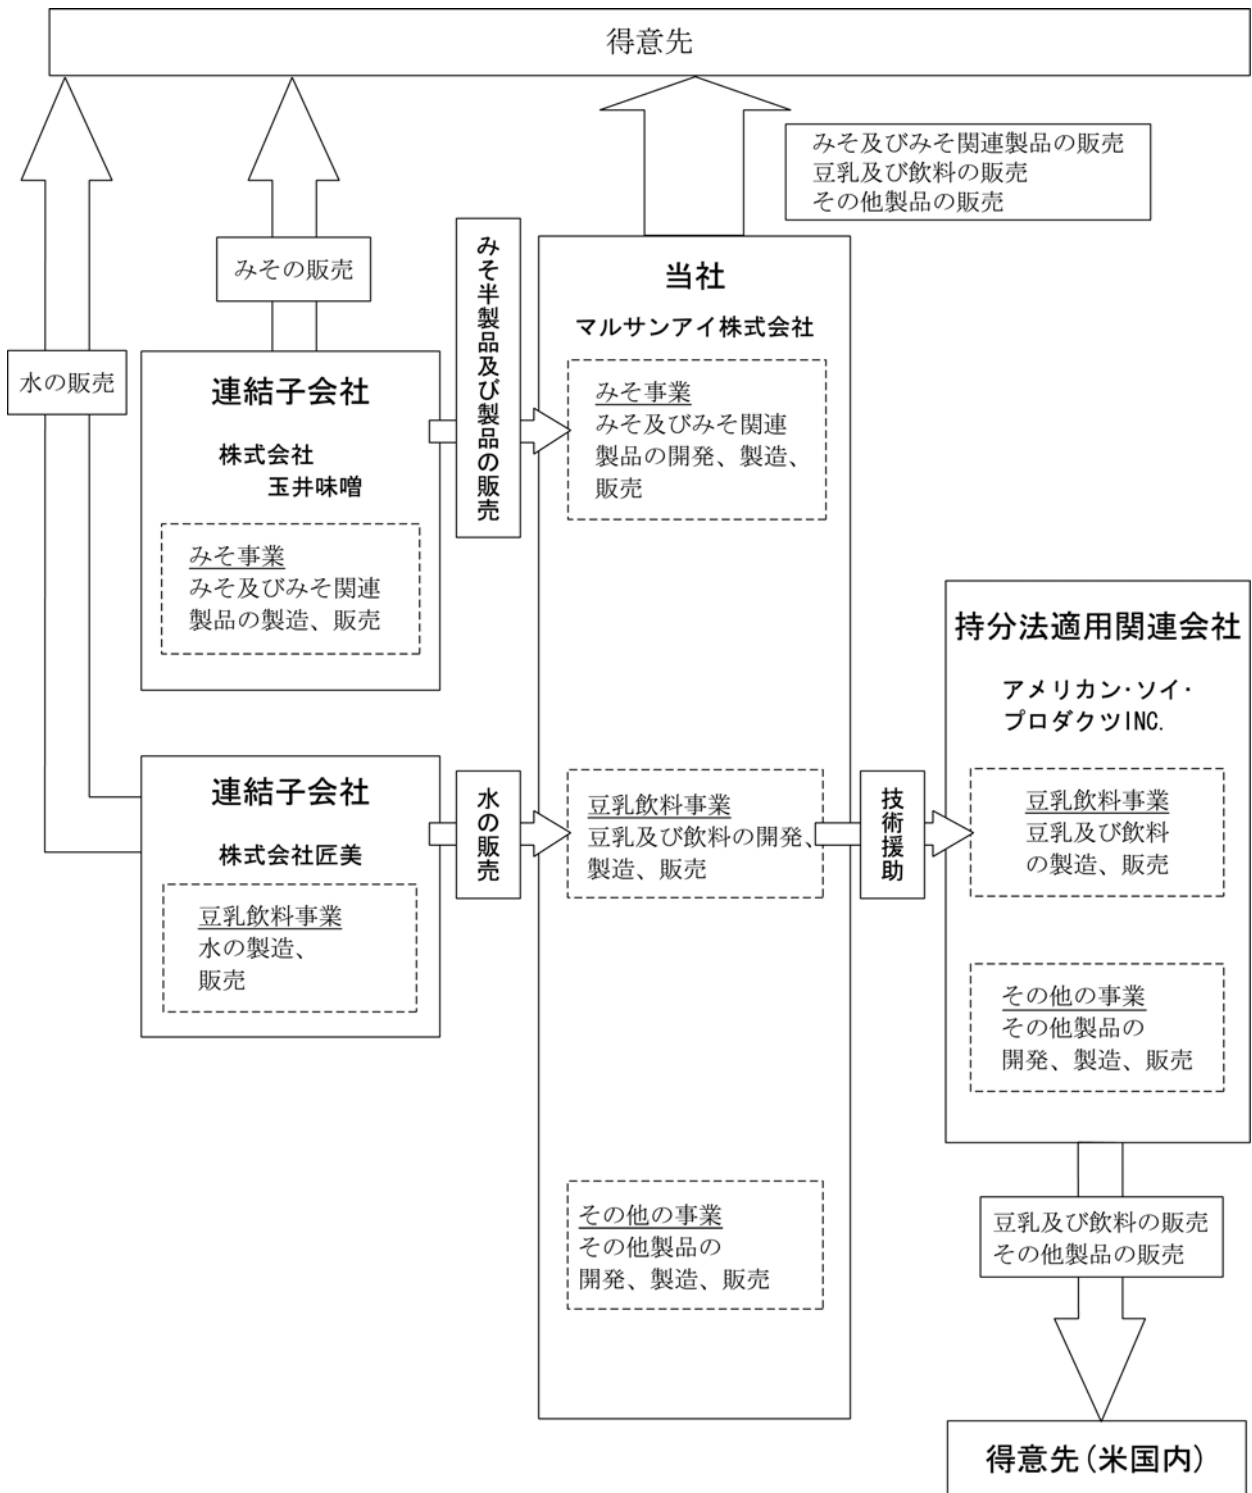 得意先
みそ及びみそ関連製品の販売
豆乳及び飲料の販売
その他製品の販売
みその販売
水の販売
連結子会社
株式会社
玉井味噌
みそ事業
みそ及びみそ関連
製品の製造、販売
みそ半製品及び製品の販売
当社
マルサンアイ株式会社
みそ事業
みそ及びみそ関連
製品の開発、製造、
販売
連結子会社
株式会社匠美
豆乳飲料事業
水の製造、
販売
水の販売
豆乳飲料事業
豆乳及び飲料の開発、
製造、販売
その他の事業
その他製品の
開発、製造、販売
技術援助
持分法適用関連会社
アメリカン・ソイ・
プロダクツINC.
豆乳飲料事業
豆乳及び飲料
の製造、販売
その他の事業
その他製品の
開発、製造、販売
豆乳及び飲料の販売
その他製品の販売
得意先(米国内)